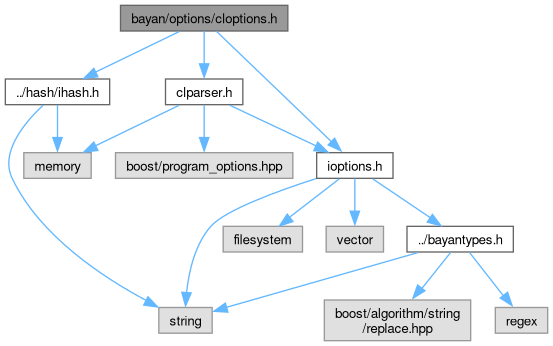 bayan/options/cloptions.h
../hash/ihash.h
clparser.h
memory
boost/program_options.hpp
ioptions.h
filesystem
vector
../bayantypes.h
string
boost/algorithm/string
/replace.hpp
regex